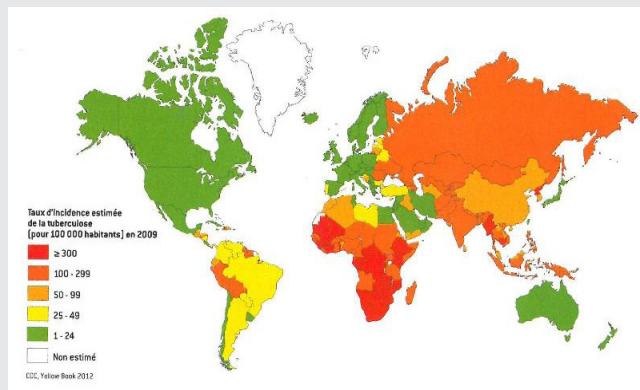 Taux d'incidence estimée
de la tuberculose
(pour 100 000 habitants) en 2009
≥ 300
100 - 299
50 - 99
25 - 49
1 - 24
Non estimé
CDC, Yellow Book 2012